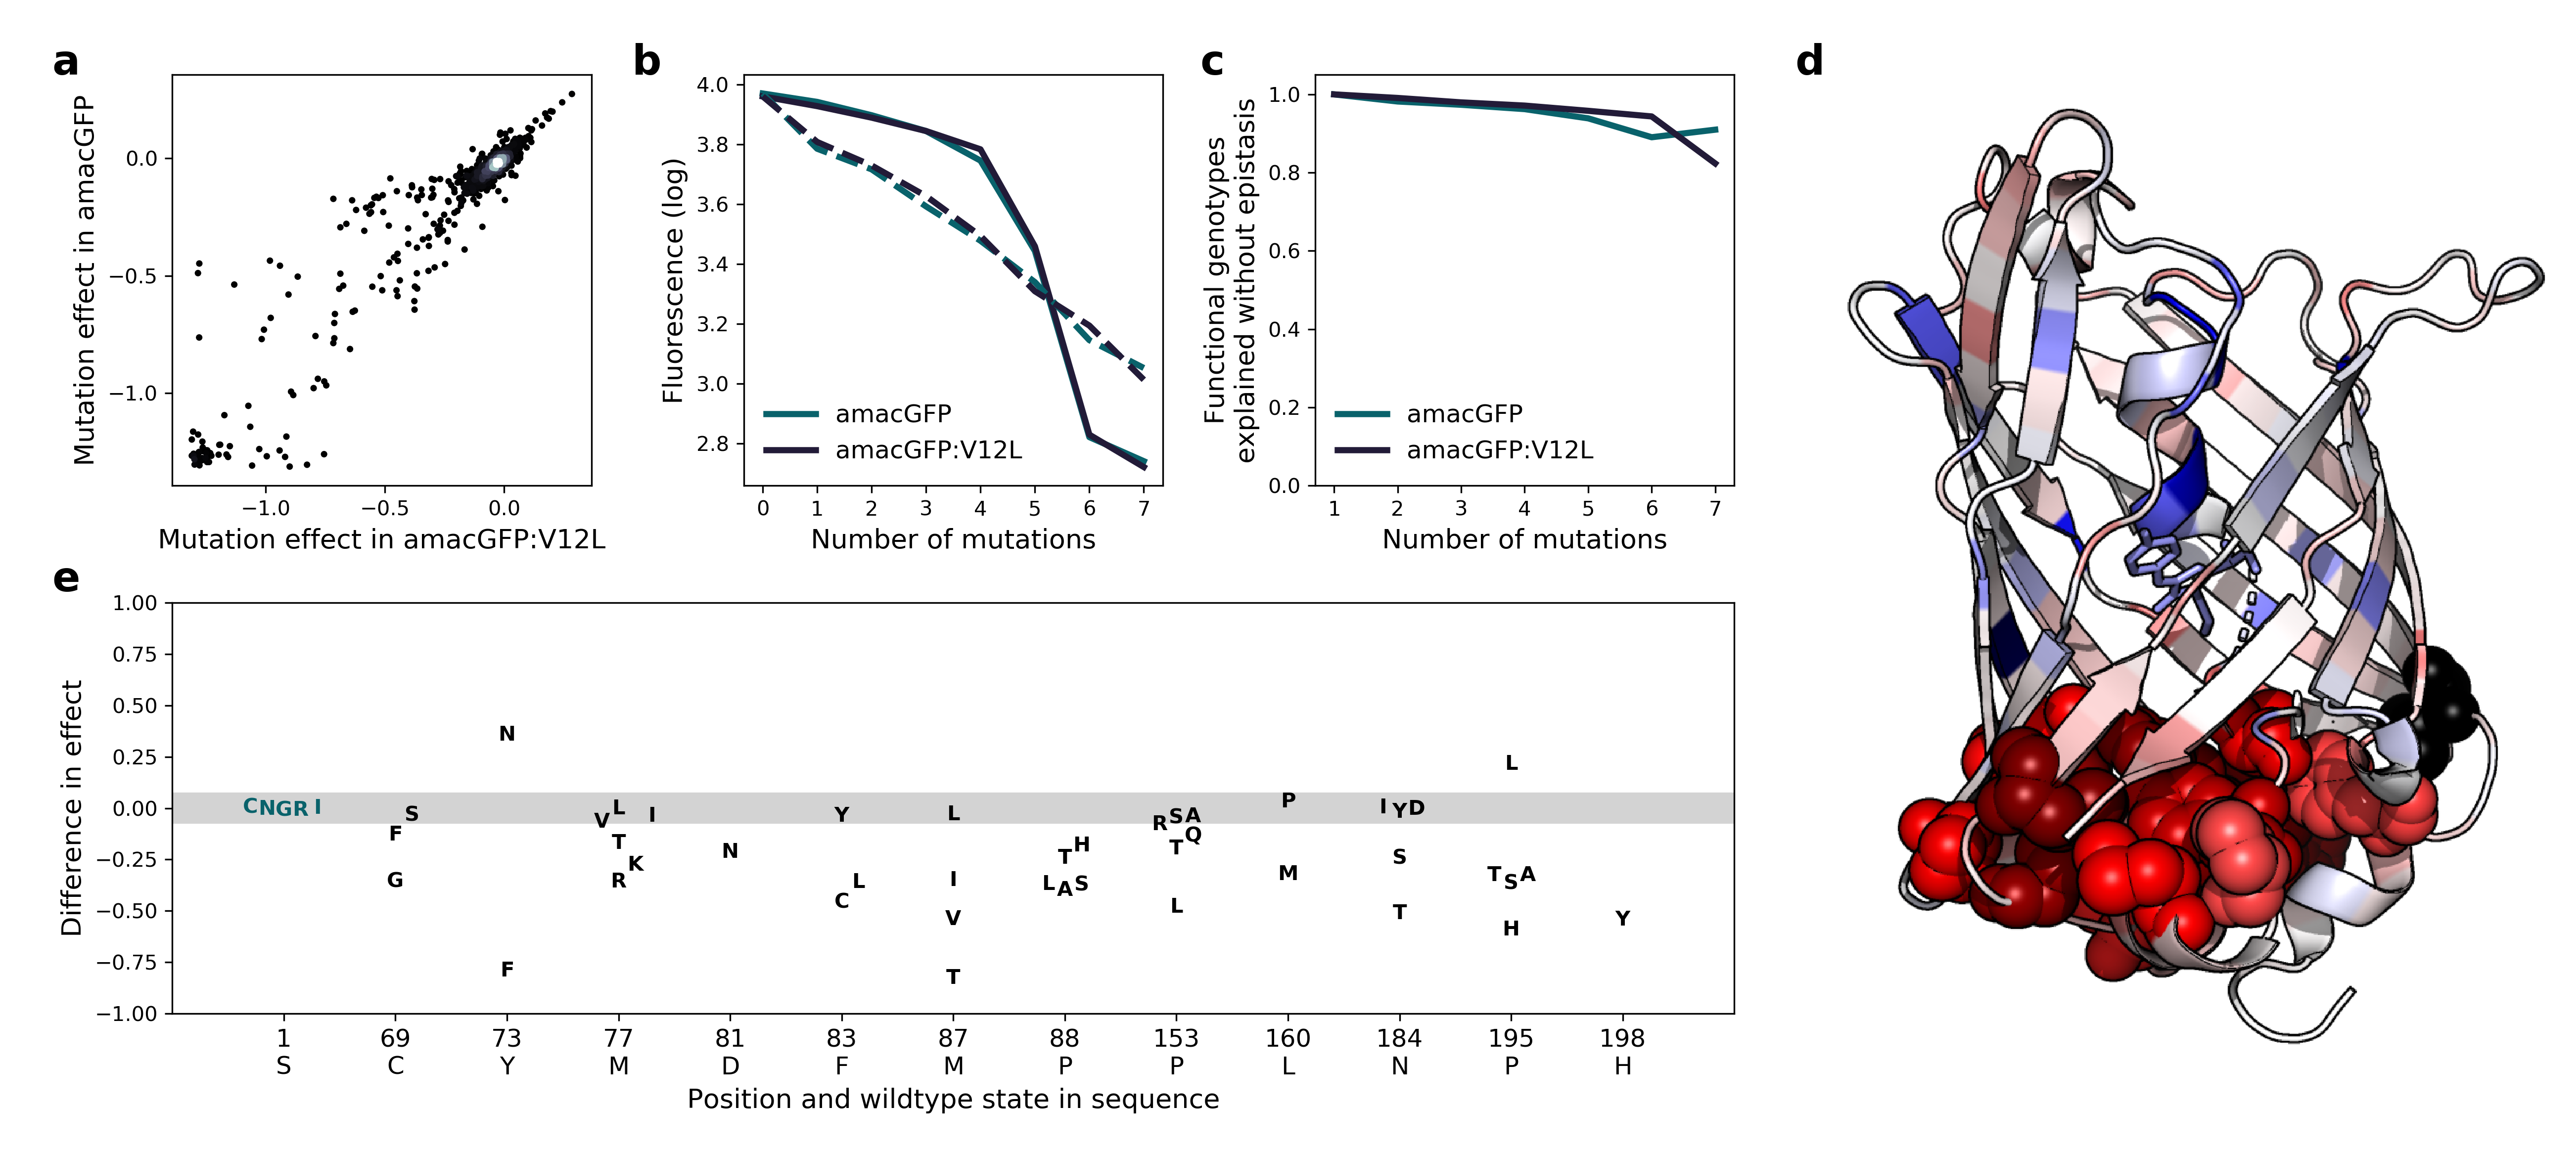 a
Mutation effect in amacGFP
0.0
−0.5
−1.0
−1.0 −0.5 0.0
Mutation effect in amacGFP:V12L
b
Fluorescence (log)
4.0
3.8
3.6
3.4
3.2
3.0
2.8
amacGFP
amacGFP:V12L
0 1 2 3 4 5 6 7
Number of mutations
c
Functional genotypes
explained without epistasis
1.0
0.8
0.6
0.4
0.2
0.0
amacGFP
amacGFP:V12L
1 2 3 4 5 6 7
Number of mutations
d
e
Difference in effect
1.00
0.75
0.50
0.25
0.00
−0.25
−0.50
−0.75
−1.00
C N G R I
S
F
G
N
F
L
V I
T
K
R
N
Y
L
C
L
I
V
T
H
T
L A S
R S A
Q
T
L
P
M
I Y D
S
T
L
T S A
H
Y
1 69 73 77 81 83 87 88 153 160 184 195 198
S C Y M D F M P P L N P H
Position and wildtype state in sequence